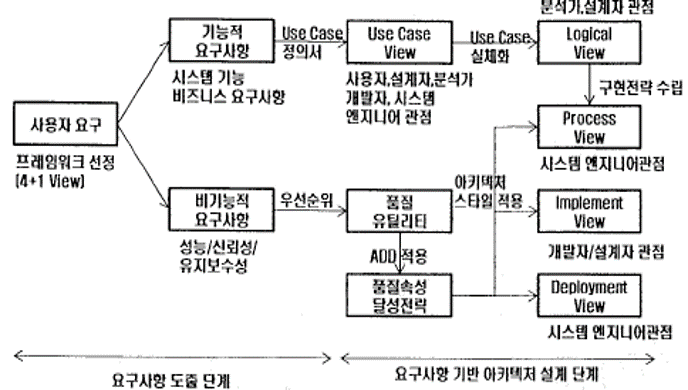 분석가,설계자 관점
기능적
요구사항
Use Case
정의서
Use Case
View
Use Case
실체화
Logical
View
시스템 기능
비즈니스 요구사항
사용자,설계자,분석가
개발자, 시스템
엔지니어 관점
구현전략 수립
사용자 요구
프레임워크 선정
(4+1 View)
Process
View
시스템 엔지니어관점
비기능적
요구사항
우선순위
품질
유틸리티
아키텍처
스타일 적용
Implement
View
성능/신뢰성/
유지보수성
ADD 적용
개발자/설계자 관점
품질속성
달성전략
Deployment
View
시스템 엔지니어관점
요구사항 도출 단계
요구사항 기반 아키텍처 설계 단계